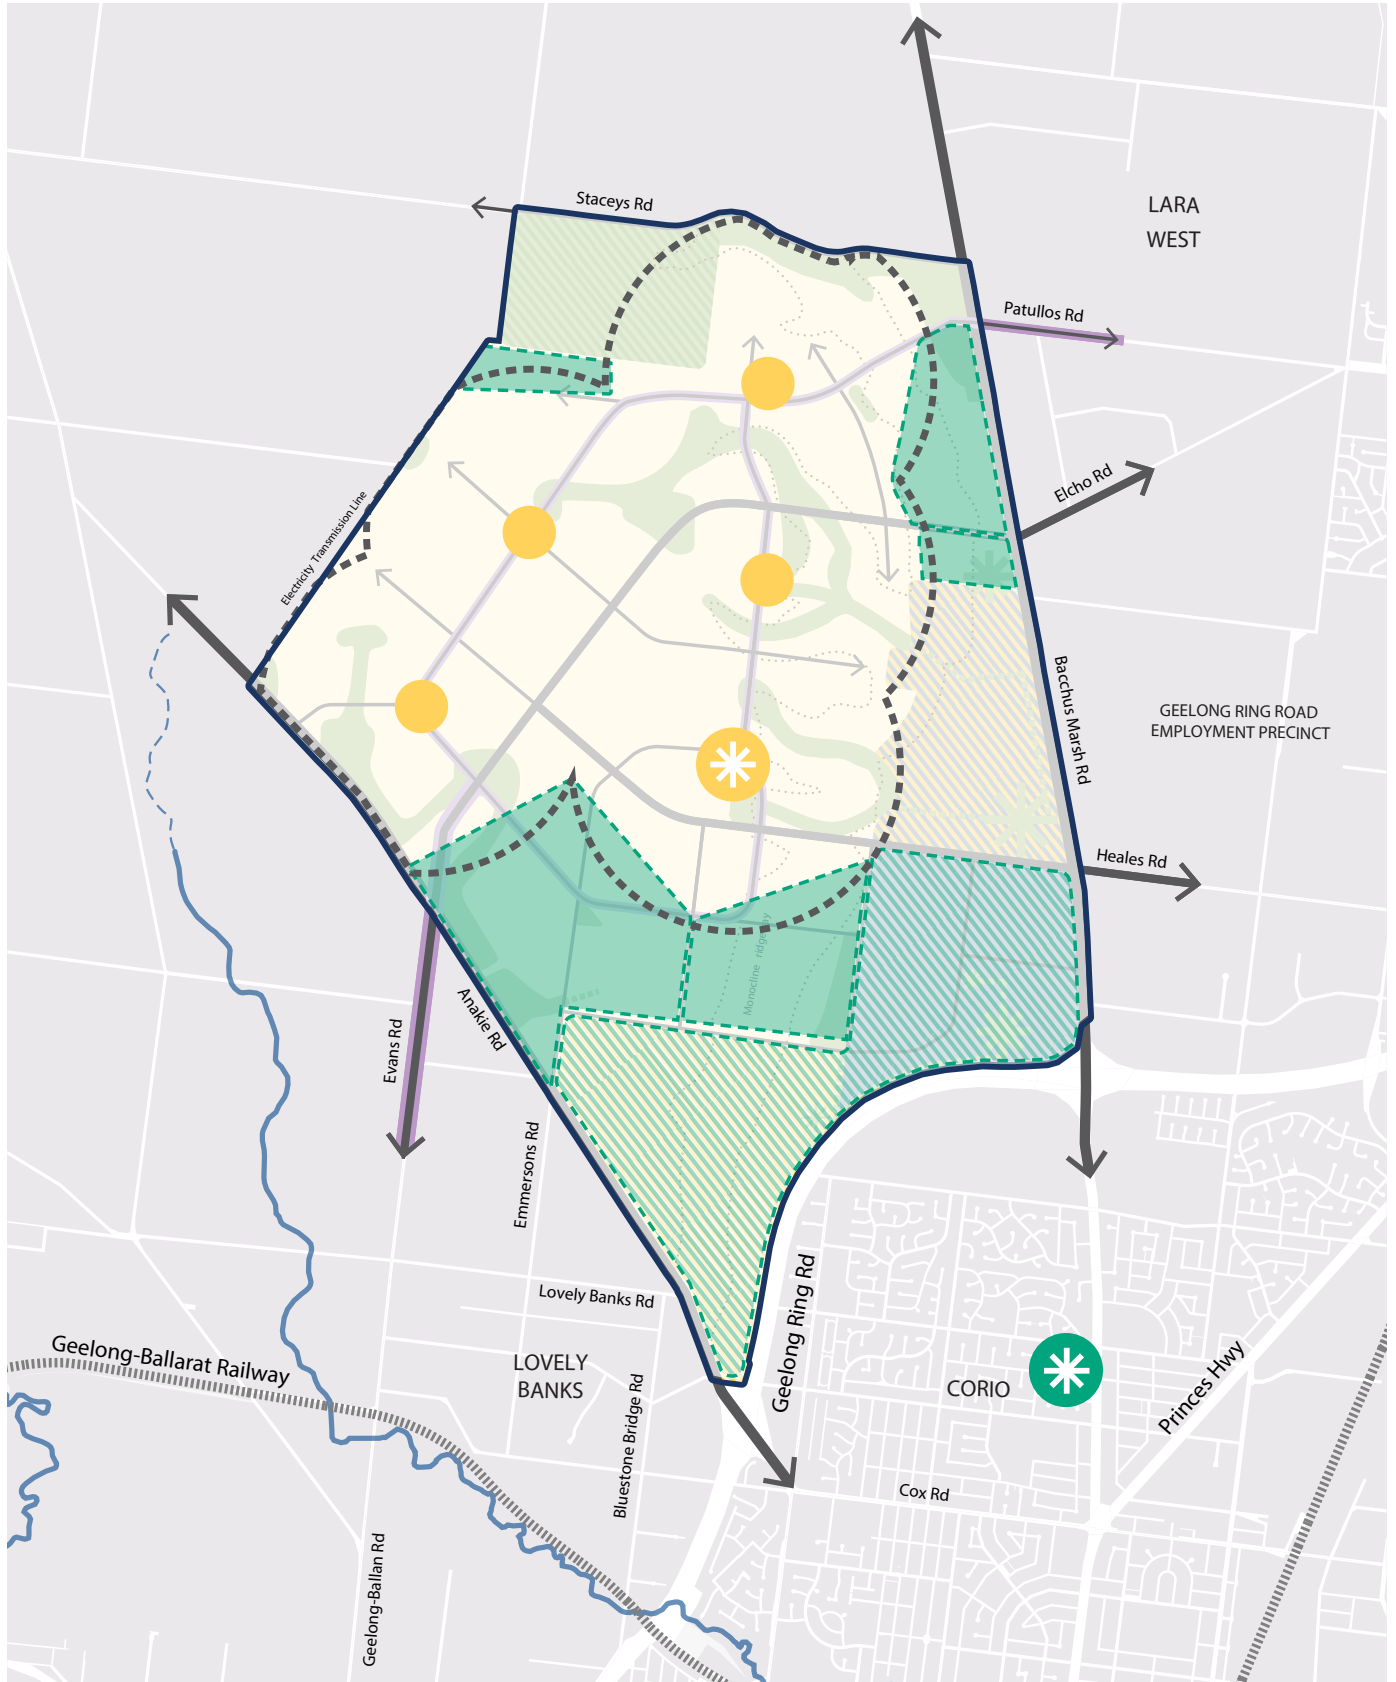 Staceys Rd
LARA
WEST
Patullos Rd
Elcho Rd
Electricity Transmission Line
Bacchus Marsh Rd
GEELONG RING ROAD
EMPLOYMENT PRECINCT
Heales Rd
Monocline ridge way
Anakie Rd
Evans Rd
Emmersons Rd
Lovely Banks Rd
Geelong Ring Rd
Geelong-Ballarat Railway
LOVELY
BANKS
CORIO
Princes Hwy
Bluestone Bridge Rd
Cox Rd
Geelong-Ballan Rd